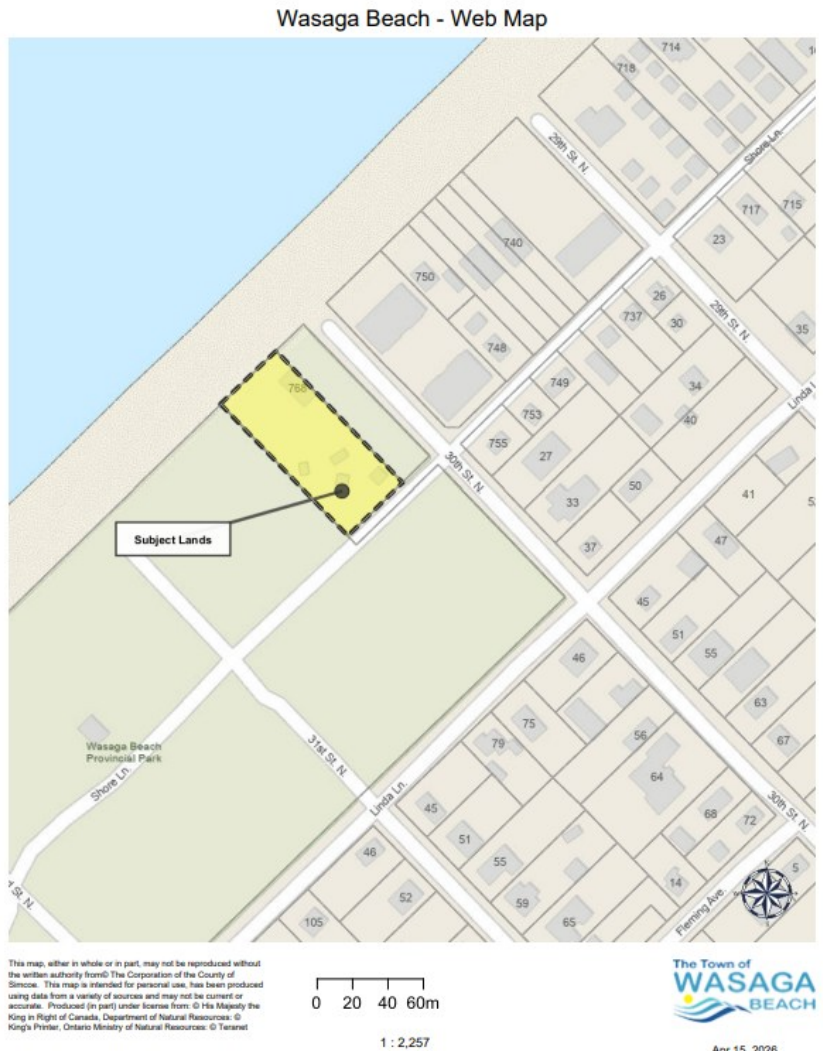 Wasaga Beach - Web Map
714
718
29th St. N.
Shore Ln.
717
715
23
740
750
26
29th St. N.
737
30
35
748
749
34
768
Linda
753
40
755
30th St. N.
27
50
41
33
Subject Lands
47
37
45
51
46
55
63
75
56
Wasaga Beach
Provincial Park
31st St. N.
79
67
64
Shore Ln.
Linda Ln.
45
30th St. N.
68
72
51
46
55
5
14
St. N.
52
59
Fleming Ave.
105
65
This map, either in whole or in part, may not be reproduced without
the written authority from© The Corporation of the County of
Simcoe. This map is intended for personal use, has been produced
using data from a variety of sources and may not be current or
accurate. Produced (in part) under license from: © His Majesty the
King in Right of Canada, Department of Natural Resources: ©
King's Printer, Ontario Ministry of Natural Resources: © Teranet
0 20 40 60m
1 : 2,257
The Town of
WASAGA
BEACH
Apr 15, 2026